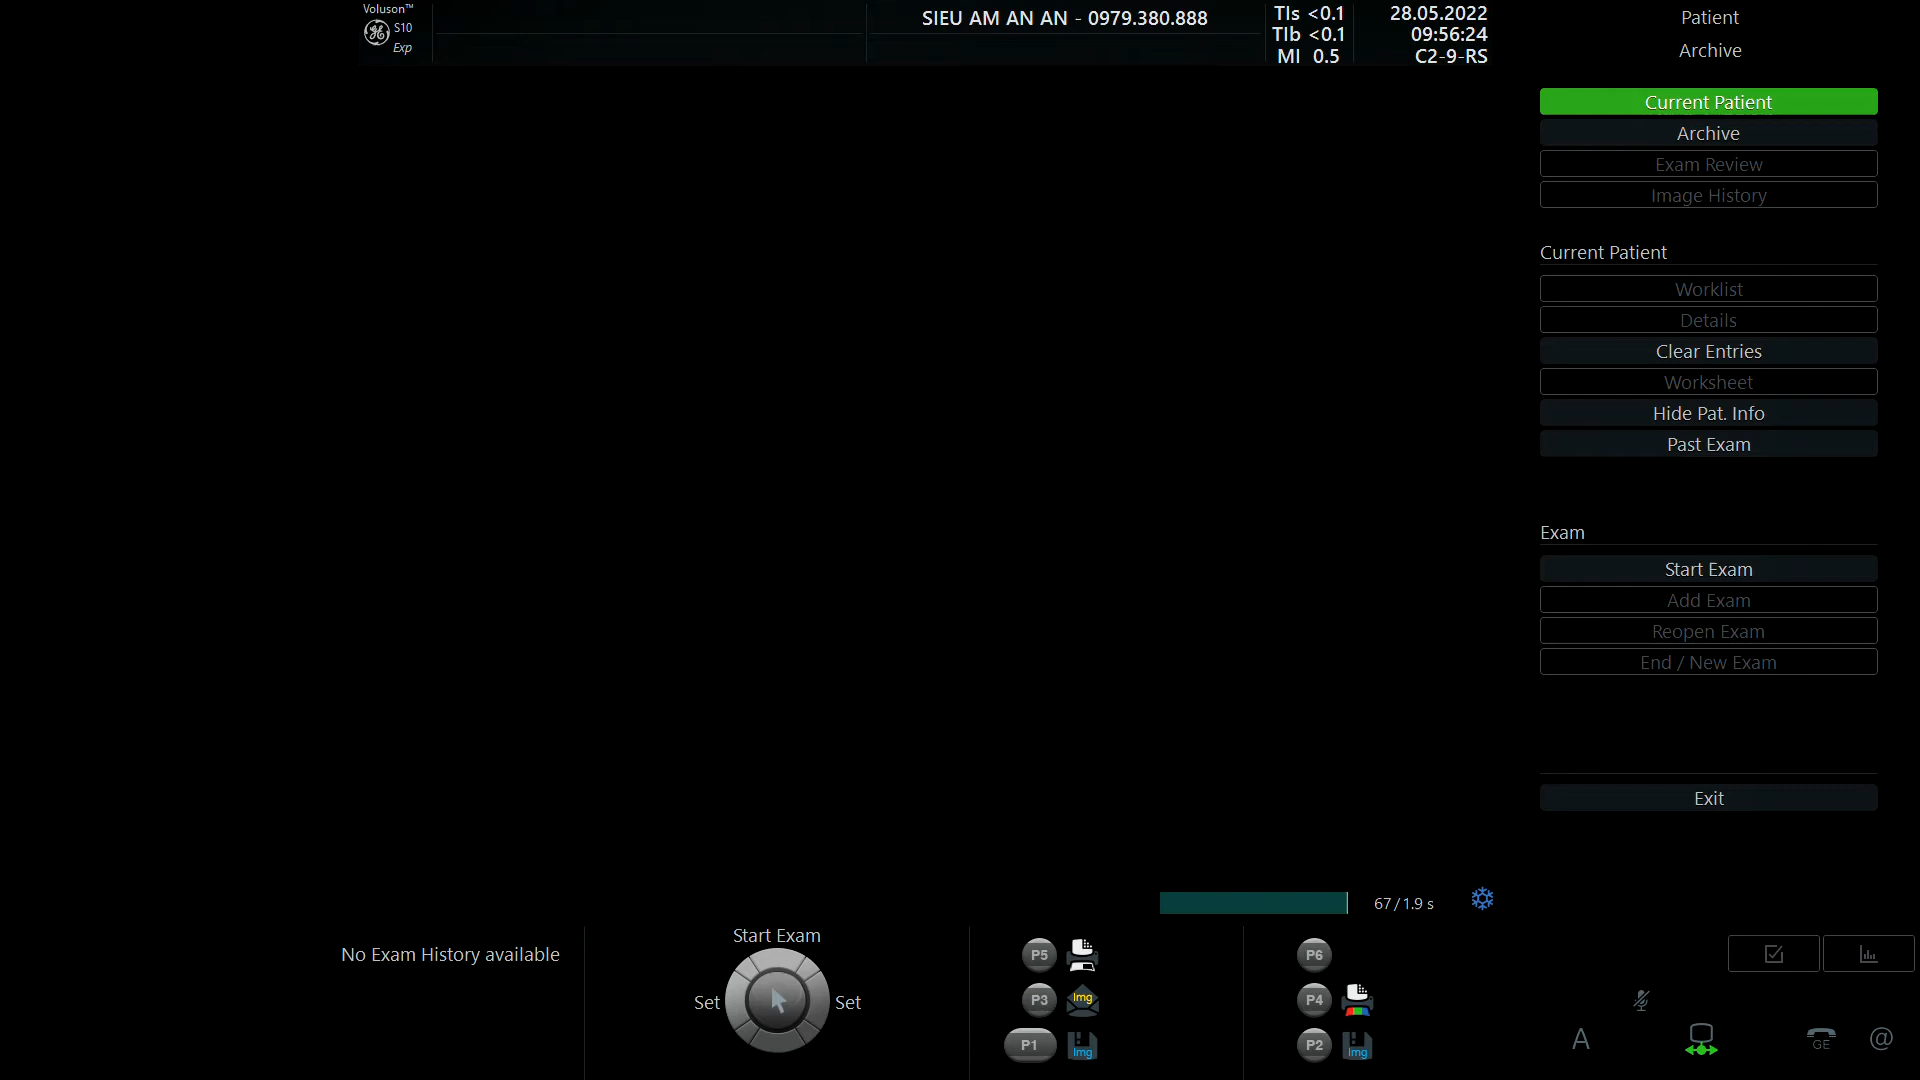 Voluson™
S10
Exp
SIEU AM AN AN - 0979.380.888
TIs <0.1
TIb <0.1
MI 0.5
28.05.2022
09:56:24
C2-9-RS
Patient
Archive
Current Patient
Archive
Exam Review
Image History
Current Patient
Worklist
Details
Clear Entries
Worksheet
Hide Pat. Info
Past Exam
Exam
Start Exam
Add Exam
Reopen Exam
End / New Exam
Exit
67 / 1.9 s
No Exam History available
Start Exam
Set
Set
P5
P3
Img
P1
Img
P6
P4
P2
Img
A
GE
@